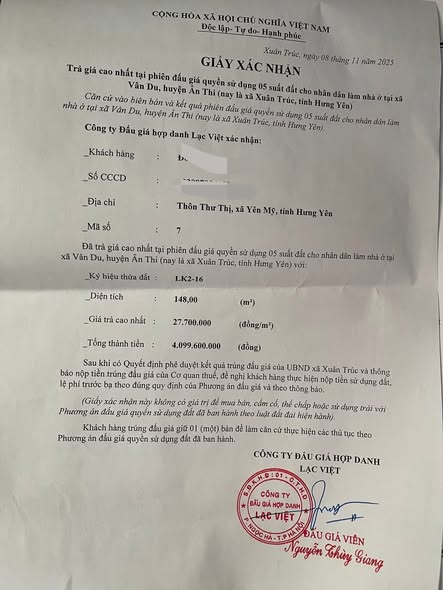 CỘNG HÒA XÃ HỘI CHỦ NGHĨA VIỆT NAM
Độc lập- Tự do- Hạnh phúc
Xuân Trúc, ngày 08 tháng 11 năm 2025
GIẤY XÁC NHẬN
Trả giá cao nhất tại phiên đấu giá quyền sử dụng 05 suất đất cho nhân dân làm nhà ở tại xã
Vân Du, huyện Ân Thi (nay là xã Xuân Trúc, tỉnh Hưng Yên)
Căn cứ vào biên bản và kết quả phiên đấu giá quyền sử dụng 05 suất đất cho nhân dân làm
nhà ở tại xã Vân Du, huyện Ân Thi (nay là xã Xuân Trúc, tỉnh Hưng Yên).
Công ty Đấu giá hợp danh Lạc Việt xác nhận:
_Khách hàng :
_Số CCCD :
_Địa chỉ : Thôn Thư Thị, xã Yên Mỹ, tỉnh Hưng Yên
_Mã số : 7
Đã trả giá cao nhất tại phiên đấu giá quyền sử dụng 05 suất đất cho nhân dân làm nhà ở tại
xã Vân Du, huyện Ân Thi (nay là xã Xuân Trúc, tỉnh Hưng Yên) với:
_Ký hiệu thửa đất : LK2-16
_Diện tích : 148,00 (m²)
_Giá trả cao nhất : 27.700.000 (đồng/m²)
_Tổng thành tiền : 4.099.600.000 (đồng)
Sau khi có Quyết định phê duyệt kết quả trúng đấu giá của UBND xã Xuân Trúc và thông
báo nộp tiền trúng đấu giá của Cơ quan thuế, đề nghị khách hàng thực hiện nộp tiền sử dụng đất,
lệ phí trước bạ theo đúng quy định của Phương án đấu giá và theo thông báo.
(Giấy xác nhận này không có giá trị để mua bán, cầm cố, thế chấp hoặc sử dụng trái với
Phương án đấu giá quyền sử dụng đất đã ban hành theo luật đất đai hiện hành).
Khách hàng trúng đấu giá giữ 01 (một) bản để làm căn cứ thực hiện các thủ tục theo
Phương án đấu giá quyền sử dụng đất đã ban hành.
CÔNG TY ĐẤU GIÁ HỢP DANH
LẠC VIỆT
CÔNG TY
ĐẤU GIÁ HỢP DANH
LẠC VIỆT
P. NGỌC HÀ - T.P HÀ NỘI
ĐẤU GIÁ VIÊN
Nguyễn Thùy Giang